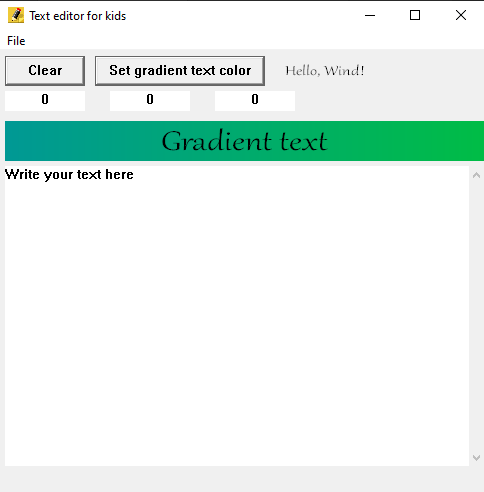 Text editor for kids
File
Clear Set gradient text color Hello, Wind!
0 0 0
Gradient text
Write your text here